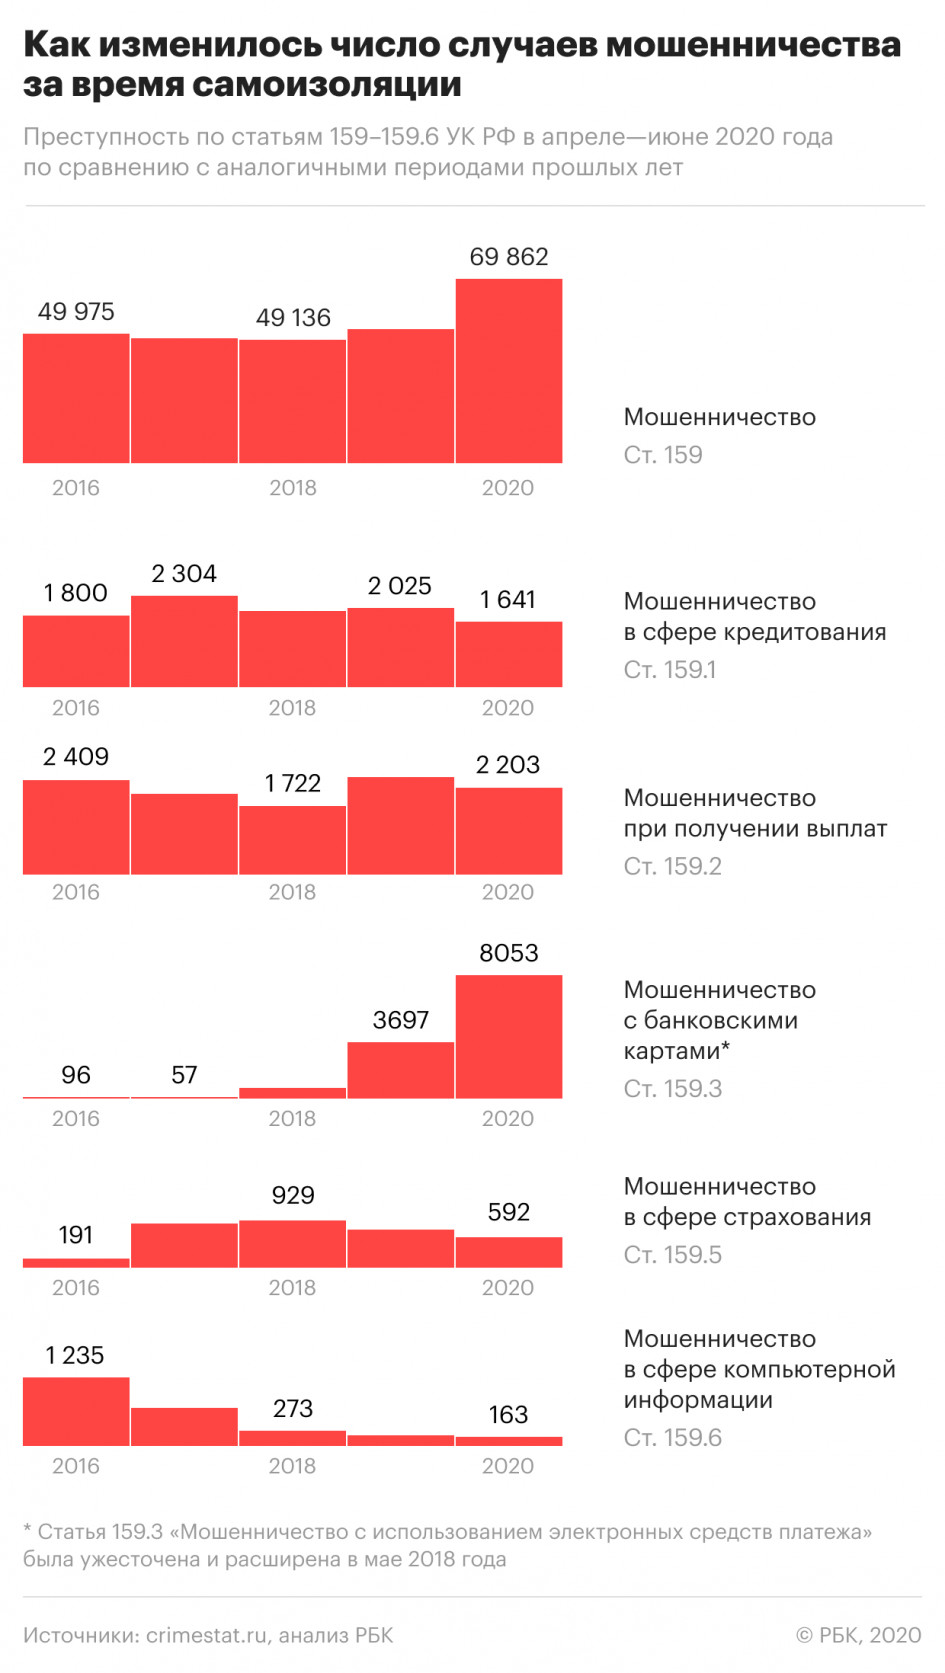 Как изменилось число случаев мошенничества
за время самоизоляции
Преступность по статьям 159–159.6 УК РФ в апреле—июне 2020 года
по сравнению с аналогичными периодами прошлых лет
69 862
49 975
49 136
Мошенничество
Ст. 159
2016 2018 2020
2 304
2 025
1 800
1 641
Мошенничество
в сфере кредитования
Ст. 159.1
2016 2018 2020
2 409
2 203
1 722
Мошенничество
при получении выплат
Ст. 159.2
2016 2018 2020
8053
3697
96 57
Мошенничество
с банковскими
картами*
Ст. 159.3
2016 2018 2020
929
592
191
Мошенничество
в сфере страхования
Ст. 159.5
2016 2018 2020
1 235
273
163
Мошенничество
в сфере компьютерной
информации
Ст. 159.6
2016 2018 2020
* Статья 159.3 «Мошенничество с использованием электронных средств платежа»
была ужесточена и расширена в мае 2018 года
Источники: crimestat.ru, анализ РБК
© РБК, 2020